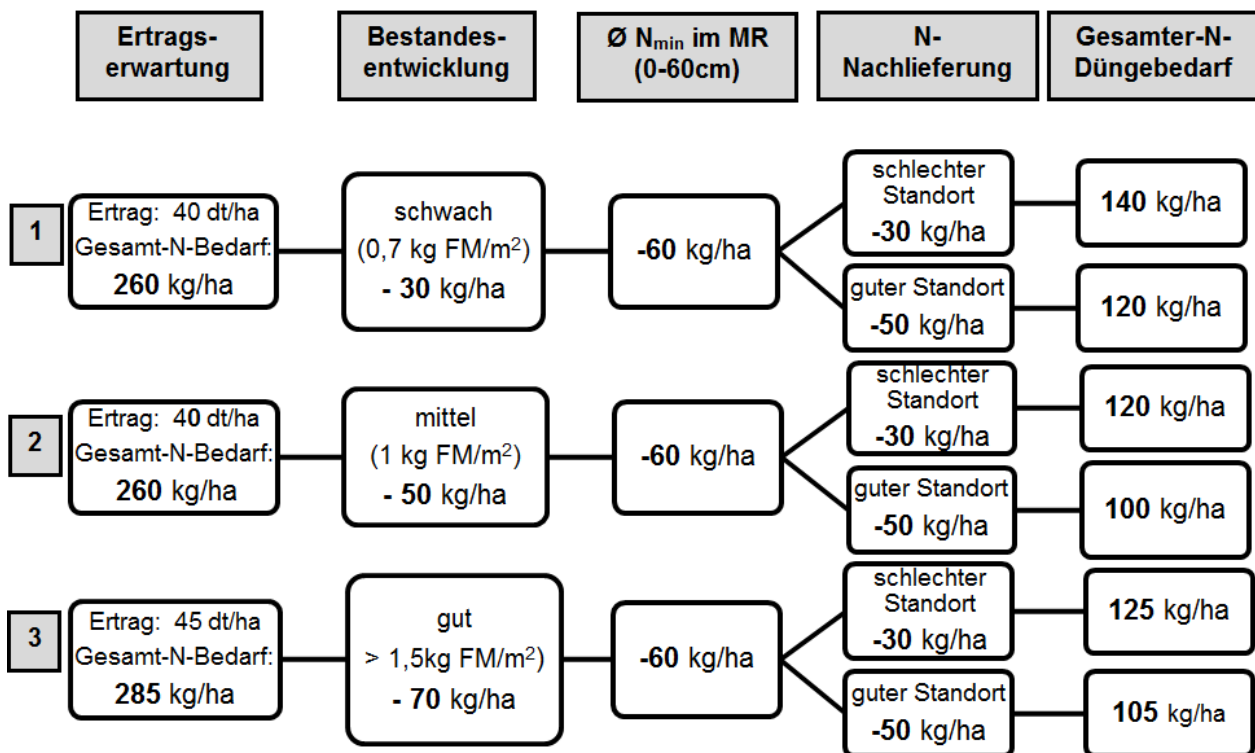 Ertrags-
erwartung
Bestandes-
entwicklung
Ø Nmin im MR
(0-60cm)
N-
Nachlieferung
Gesamter-N-
Düngebedarf
1
Ertrag: 40 dt/ha
Gesamt-N-Bedarf:
260 kg/ha
schwach
(0,7 kg FM/m²)
- 30 kg/ha
-60 kg/ha
schlechter
Standort
-30 kg/ha
140 kg/ha
guter Standort
-50 kg/ha
120 kg/ha
2
Ertrag: 40 dt/ha
Gesamt-N-Bedarf:
260 kg/ha
mittel
(1 kg FM/m²)
- 50 kg/ha
-60 kg/ha
schlechter
Standort
-30 kg/ha
120 kg/ha
guter Standort
-50 kg/ha
100 kg/ha
3
Ertrag: 45 dt/ha
Gesamt-N-Bedarf:
285 kg/ha
gut
> 1,5kg FM/m²)
- 70 kg/ha
-60 kg/ha
schlechter
Standort
-30 kg/ha
125 kg/ha
guter Standort
-50 kg/ha
105 kg/ha